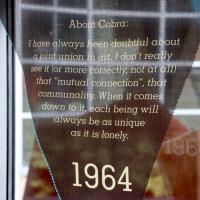 About Cobra:
I have always been doubtful about
a joint union in art. I don't really
see it (or more correctly, not at all)
that "mutual connection", that
communality. When it comes
down to it, each being will
always be as unique
as it is lonely.
1964
196